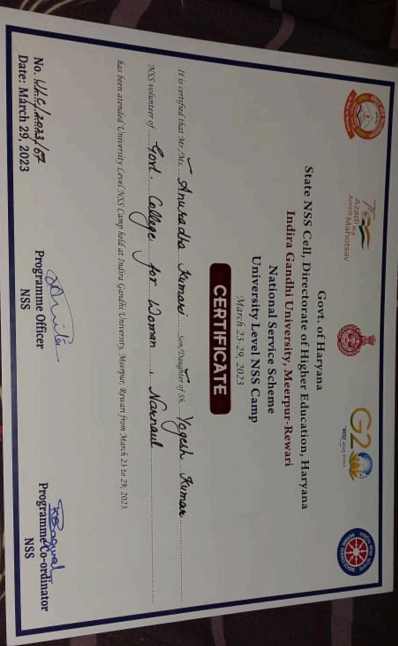 Azadi Ka
Amrit Mahotsav
G20
Govt. of Haryana
State NSS Cell, Directorate of Higher Education, Haryana
Indira Gandhi University, Meerpur-Rewari
National Service Scheme
University Level NSS Camp
March 23-29, 2023
CERTIFICATE
It is certified that Mr./Ms. Anuradha Kumari Son/Daughter of Sh. Yogesh Kumar
NSS volunteer of Govt. College for Woman, Narnaul
has been attended University Level NSS Camp held at Indira Gandhi University, Meerpur, Rewari from March 23 to 29, 2023.
No. ULC/2023/67
Date: March 29, 2023
Programme Officer
NSS
Programme Co-ordinator
NSS